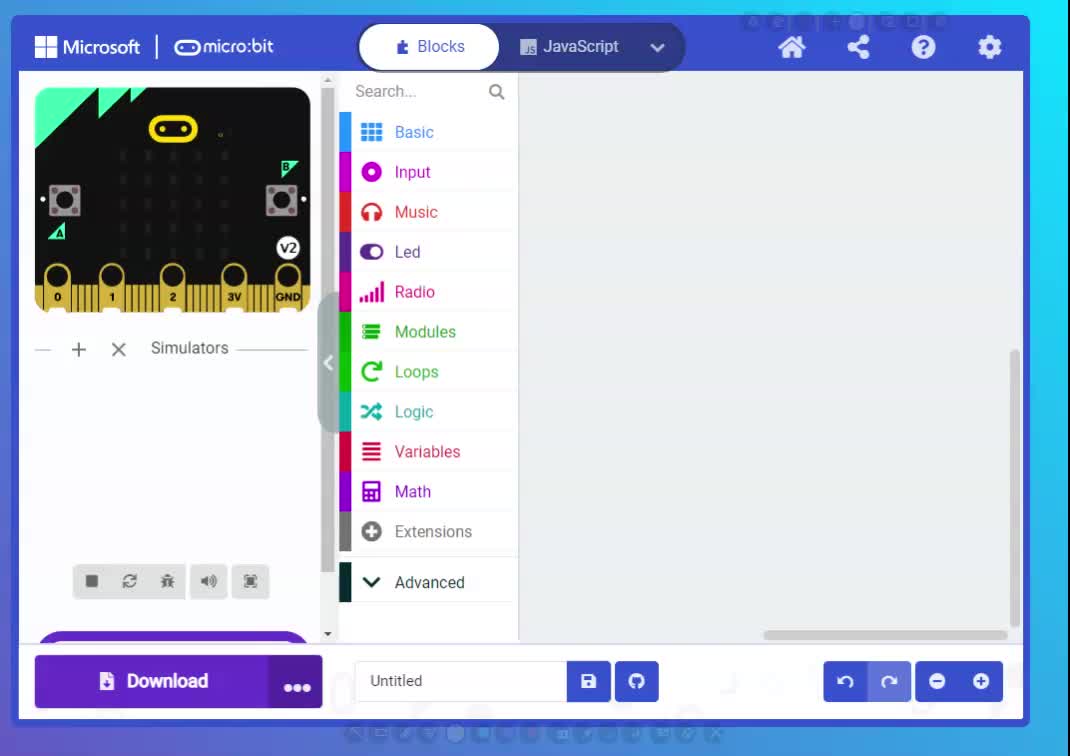 Microsoft micro:bit Blocks JavaScript
Search...
Basic
Input
Music
Led
Radio
Modules
Loops
Logic
Variables
Math
Extensions
Advanced
B
A
V2
0 1 2 3V GND
Simulators
Download
Untitled